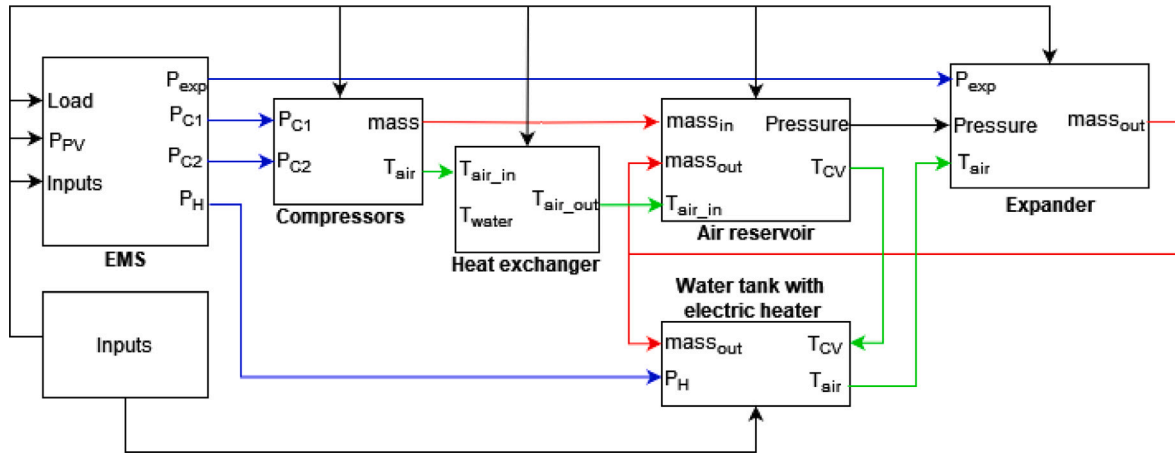 Load
P_PV
Inputs
P_exp
P_C1
P_C2
P_H
EMS
Inputs
P_C1
P_C2
mass
T_air
Compressors
T_air_in
T_water
T_air_out
Heat exchanger
mass_in
mass_out
T_air_in
Pressure
T_CV
Air reservoir
P_exp
Pressure
T_air
mass_out
Expander
Water tank with
electric heater
mass_out
P_H
T_CV
T_air